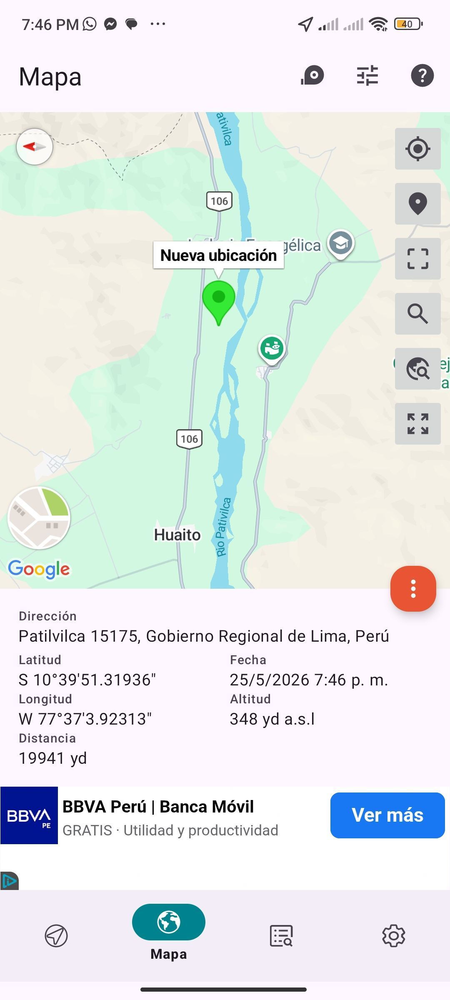 7:46 PM
40
Mapa
ativilca
106
gélica
Nueva ubicación
ej
a
106
Rio Pativilca
Huaito
Google
Dirección
Patilvilca 15175, Gobierno Regional de Lima, Perú
Latitud
S 10°39'51.31936"
Fecha
25/5/2026 7:46 p. m.
Longitud
W 77°37'3.92313"
Altitud
348 yd a.s.l
Distancia
19941 yd
BBVA
PE
BBVA Perú | Banca Móvil
GRATIS · Utilidad y productividad
Ver más
Mapa